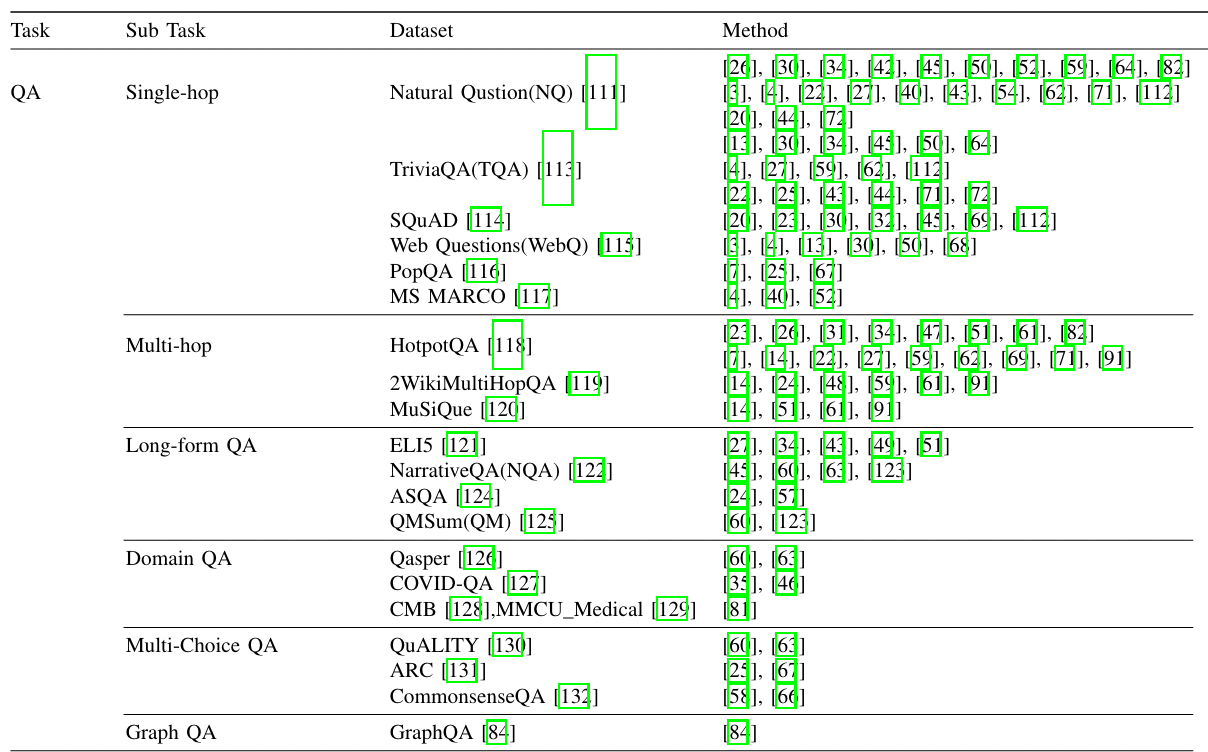 Task Sub Task Dataset Method
[26], [30], [34], [42], [45], [50], [52], [59], [64], [82]
QA Single-hop Natural Qustion(NQ) [111] [3], [4], [22], [27], [40], [43], [54], [62], [71], [112]
[20], [44], [72]
[13], [30], [34], [45], [50], [64]
TriviaQA(TQA) [113] [4], [27], [59], [62], [112]
[22], [25], [43], [44], [71], [72]
SQuAD [114] [20], [23], [30], [32], [45], [69], [112]
Web Questions(WebQ) [115] [3], [4], [13], [30], [50], [68]
PopQA [116] [7], [25], [67]
MS MARCO [117] [4], [40], [52]
[23], [26], [31], [34], [47], [51], [61], [82]
Multi-hop HotpotQA [118]
[7], [14], [22], [27], [59], [62], [69], [71], [91]
2WikiMultiHopQA [119] [14], [24], [48], [59], [61], [91]
MuSiQue [120] [14], [51], [61], [91]
Long-form QA ELI5 [121] [27], [34], [43], [49], [51]
NarrativeQA(NQA) [122] [45], [60], [63], [123]
ASQA [124] [24], [57]
QMSum(QM) [125] [60], [123]
Domain QA Qasper [126] [60], [63]
COVID-QA [127] [35], [46]
CMB [128],MMCU_Medical [129] [81]
Multi-Choice QA QuALITY [130] [60], [63]
ARC [131] [25], [67]
CommonsenseQA [132] [58], [66]
Graph QA GraphQA [84] [84]